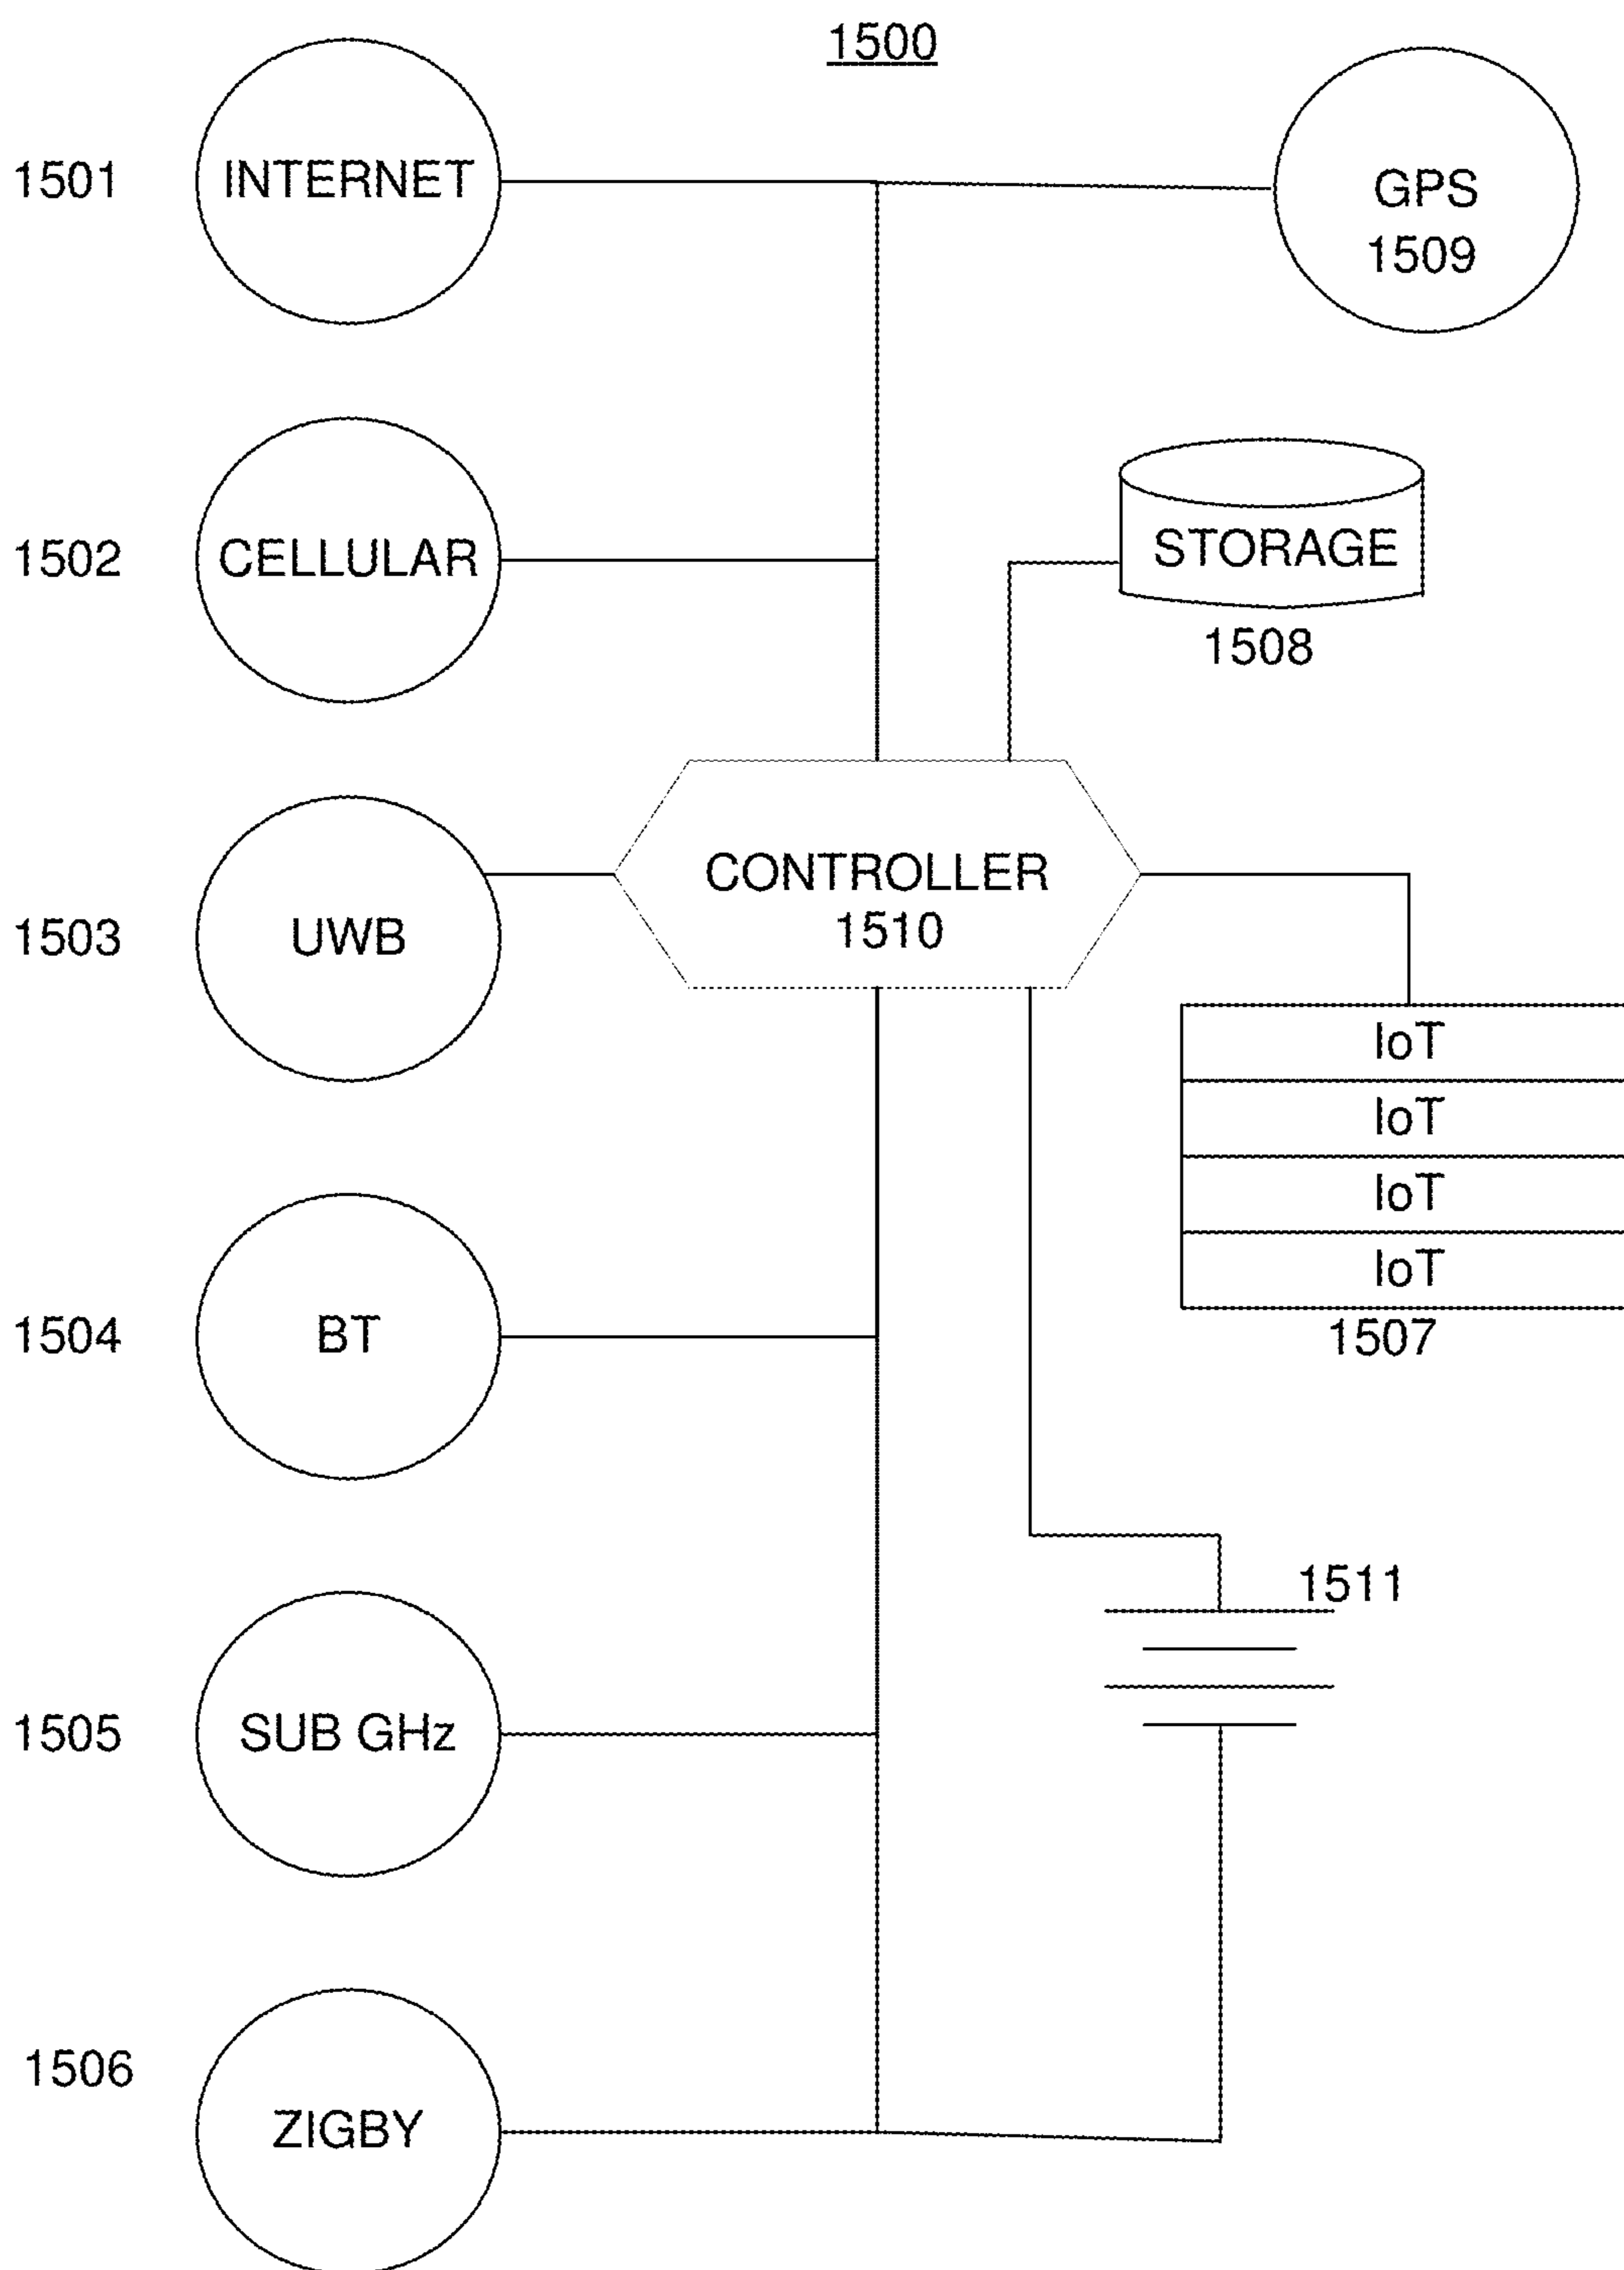 1500
1501
INTERNET
GPS
1509
1502
CELLULAR
STORAGE
1508
1503
UWB
CONTROLLER
1510
IoT
IoT
IoT
IoT
1507
1504
BT
1511
1505
SUB GHz
1506
ZIGBY